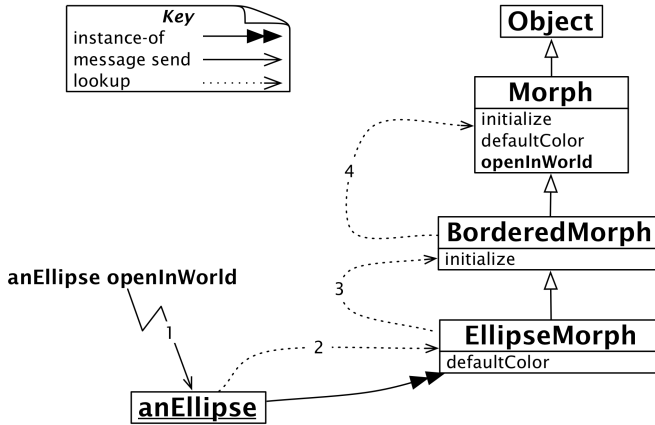 Key
instance-of
message send
lookup
Object
Morph
initialize
defaultColor
openInWorld
4
BorderedMorph
initialize
anEllipse openInWorld
3
1
EllipseMorph
2
defaultColor
anEllipse